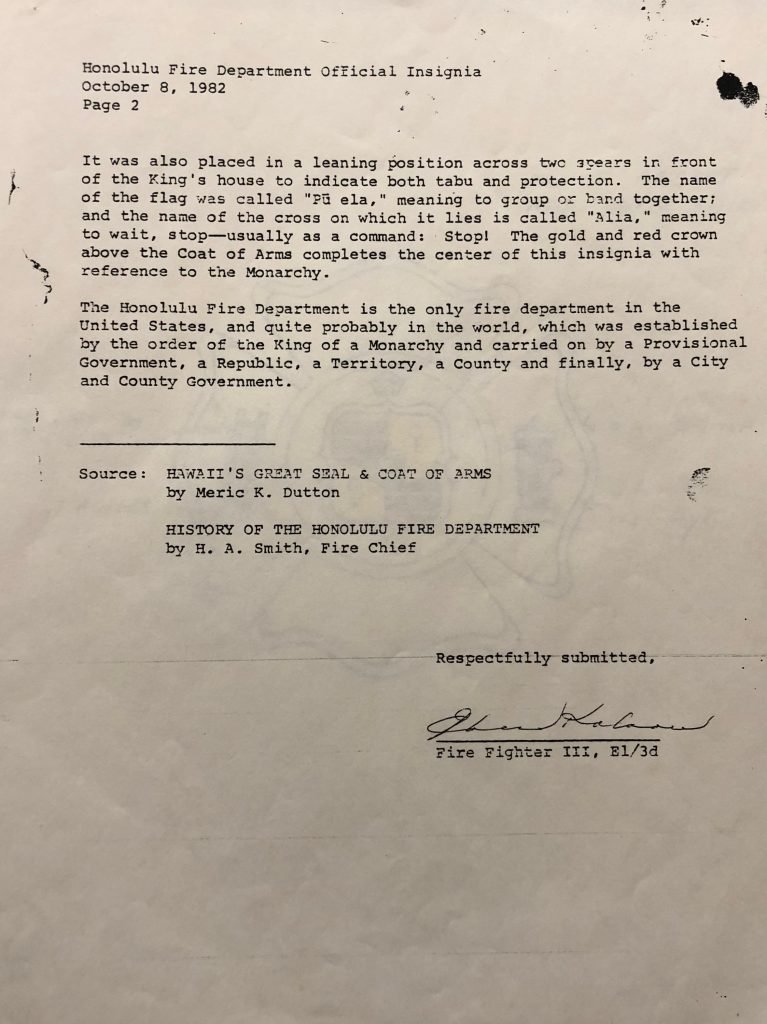 Honolulu Fire Department Official Insignia
October 8, 1982
Page 2
It was also placed in a leaning position across two spears in front
of the King's house to indicate both tabu and protection. The name
of the flag was called "Pū ela," meaning to group or band together;
and the name of the cross on which it lies is called "Alia," meaning
to wait, stop—usually as a command: Stop! The gold and red crown
above the Coat of Arms completes the center of this insignia with
reference to the Monarchy.
The Honolulu Fire Department is the only fire department in the
United States, and quite probably in the world, which was established
by the order of the King of a Monarchy and carried on by a Provisional
Government, a Republic, a Territory, a County and finally, by a City
and County Government.
Source: HAWAII'S GREAT SEAL & COAT OF ARMS
by Meric K. Dutton
HISTORY OF THE HONOLULU FIRE DEPARTMENT
by H. A. Smith, Fire Chief
Respectfully submitted,
Fire Fighter III, E1/3d